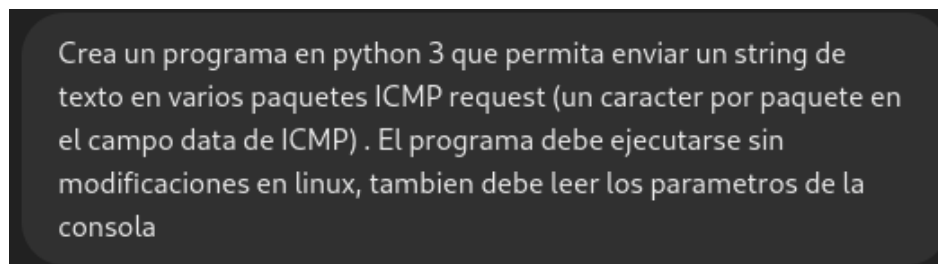 Crea un programa en python 3 que permita enviar un string de
texto en varios paquetes ICMP request (un caracter por paquete en
el campo data de ICMP) . El programa debe ejecutarse sin
modificaciones en linux, tambien debe leer los parametros de la
consola